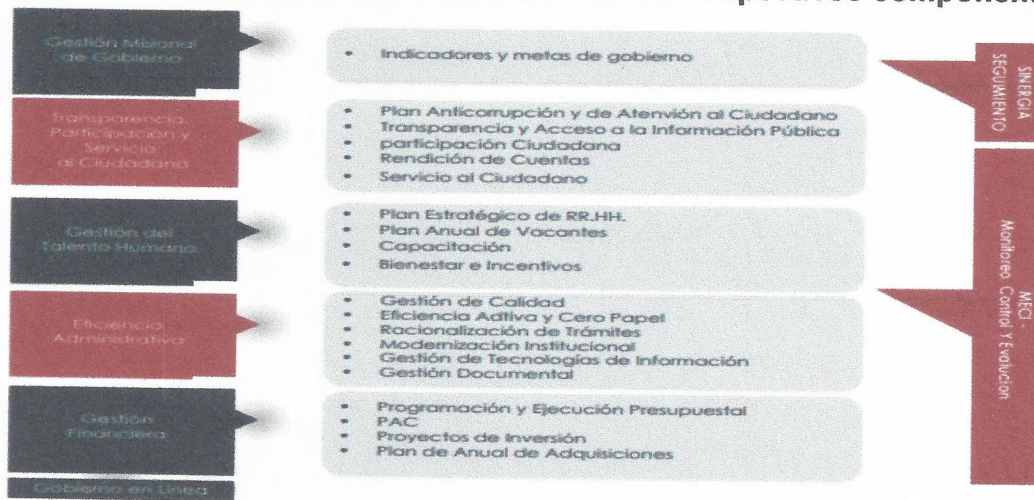 Gestión Misional
de Gobierno
• Indicadores y metas de gobierno
SINERGIA
SEGUIMIENTO
Transparencia,
Participación y
Servicio
al Ciudadano
• Plan Anticorrupción y de Atenvión al Ciudadano
• Transparencia y Acceso a la Información Pública
• participación Ciudadana
• Rendición de Cuentas
• Servicio al Ciudadano
Gestión del
Talento Humano
• Plan Estratégico de RR.HH.
• Plan Anual de Vacantes
• Capacitación
• Bienestar e Incentivos
MECI -
Monitoreo Control Y Evalucion
Eficiencia
Administrativa
• Gestión de Calidad
• Eficiencia Adtiva y Cero Papel
• Racionalización de Trámites
• Modernización Institucional
• Gestión de Tecnologías de Información
• Gestión Documental
Gestión
Financiera
• Programación y Ejecución Presupuestal
• PAC
• Proyectos de Inversión
• Plan de Anual de Adquisiciones
Gobierno en Línea